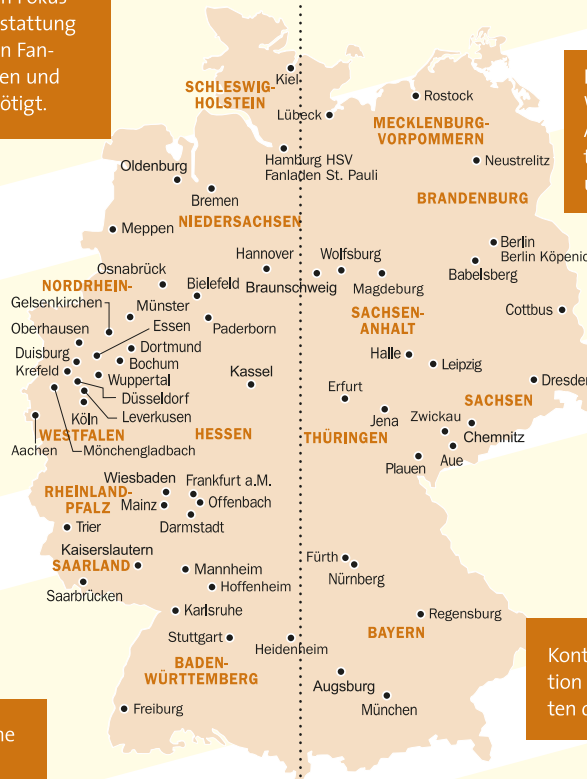 n Fokus
stattung
n Fan-
en und
ötigt.
Kiel
SCHLESWIG-
HOLSTEIN
Rostock
Lübeck
MECKLENBURG-
VORPOMMERN
Hamburg HSV
Fanladen St. Pauli
Neustrelitz
Oldenburg
Bremen
BRANDENBURG
NIEDERSACHSEN
Meppen
Berlin
Berlin Köpenic
Babelsberg
Hannover
Wolfsburg
Osnabrück
Bielefeld
Braunschweig
Magdeburg
NORDRHEIN-
Gelsenkirchen
Münster
Cottbus
Essen
Paderborn
SACHSEN-
ANHALT
Oberhausen
Dortmund
Duisburg
Bochum
Halle
Leipzig
Krefeld
Wuppertal
Kassel
Dresden
Düsseldorf
Erfurt
SACHSEN
Leverkusen
Köln
Jena
Zwickau
WESTFALEN
HESSEN
THÜRINGEN
Chemnitz
Aachen
Mönchengladbach
Aue
Plauen
Wiesbaden
Frankfurt a.M.
RHEINLAND-
PFALZ
Mainz
Offenbach
Trier
Darmstadt
Kaiserslautern
Fürth
SAARLAND
Mannheim
Nürnberg
Saarbrücken
Hoffenheim
Karlsruhe
Regensburg
Stuttgart
BAYERN
Heidenheim
BADEN-
WÜRTTEMBERG
Augsburg
München
Freiburg
Kont
tion
ten d
ne